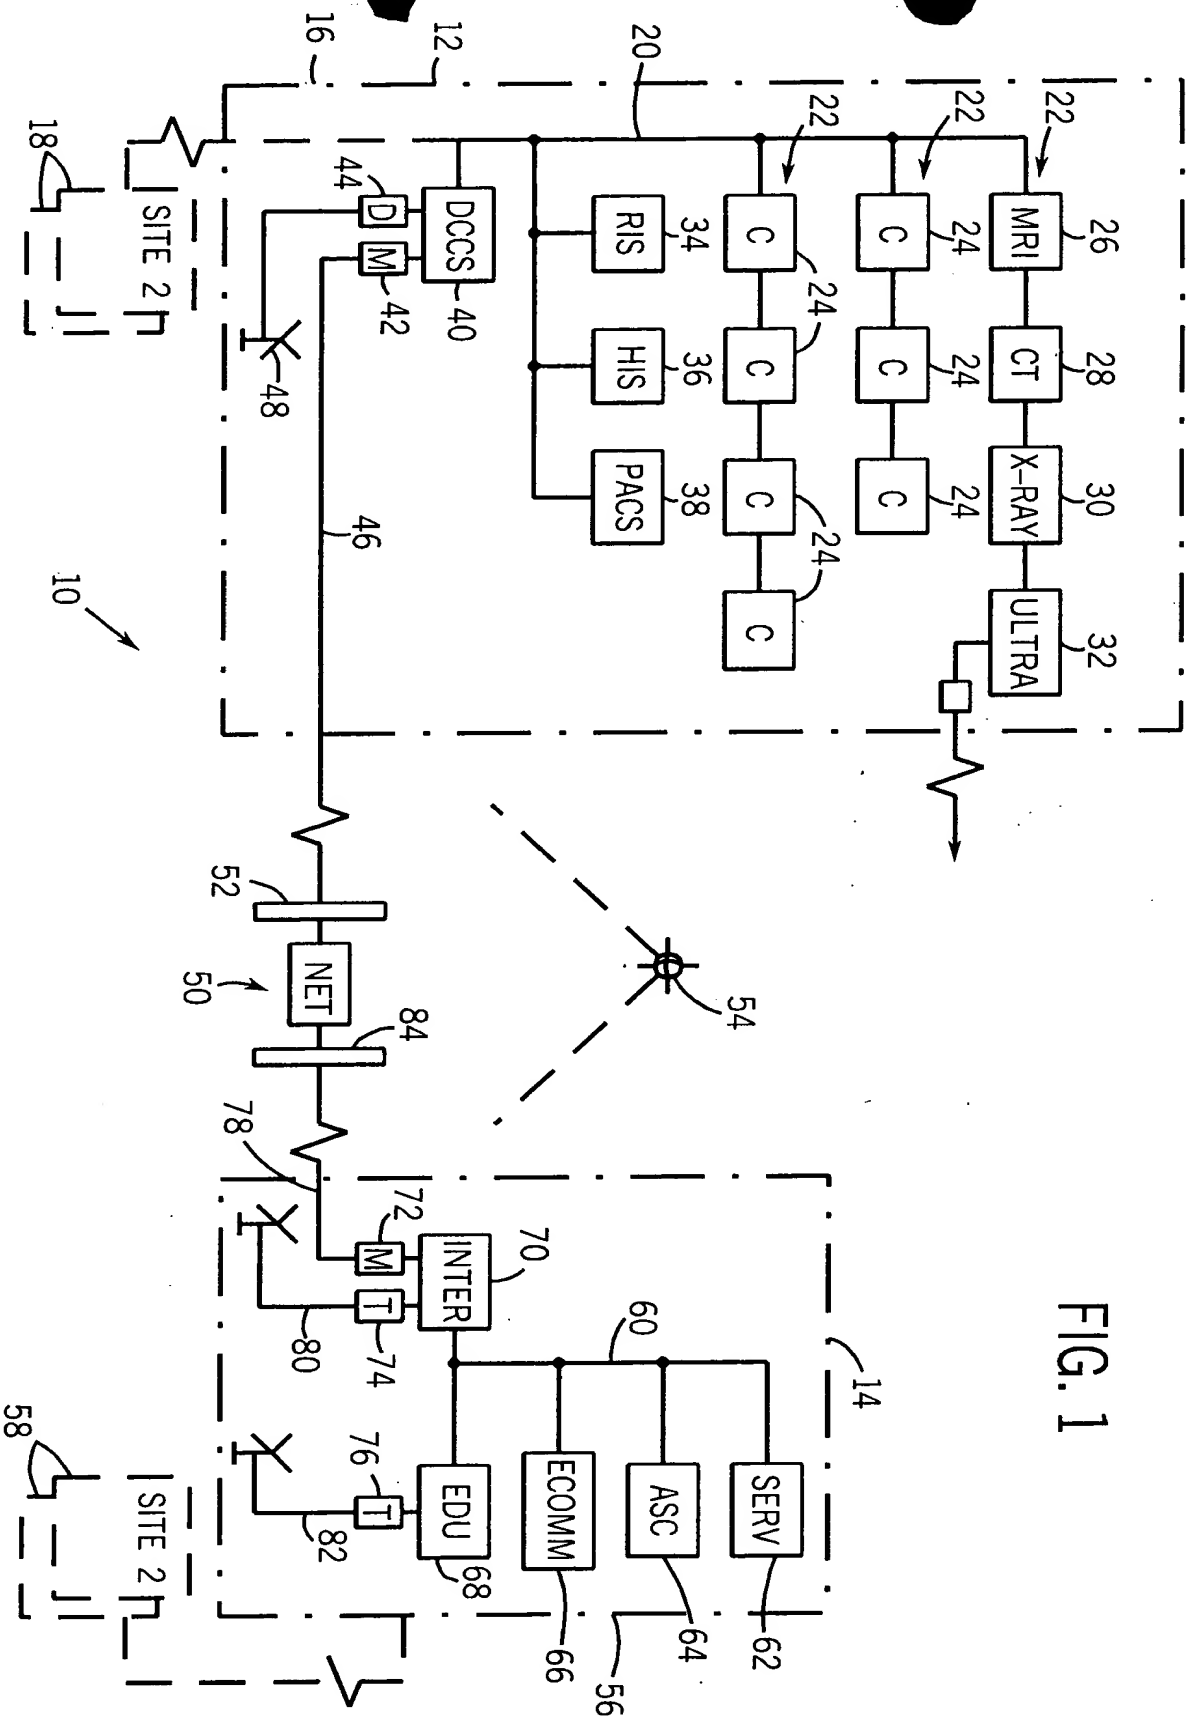 FIG. 1
22
26
28
30
32
MRI
CT
X-RAY
ULTRA
22
24
24
24
C
C
C
22
24
24
C
C
C
C
20
34
36
38
RIS
HIS
PACS
12
40
DCCS
44
D
M
42
16
48
46
18
SITE 2
10
54
52
NET
50
84
78
14
62
SERV
64
ASC
60
66
ECOMM
56
70
INTER
68
EDU
72
M
T
74
76
T
80
82
58
SITE 2